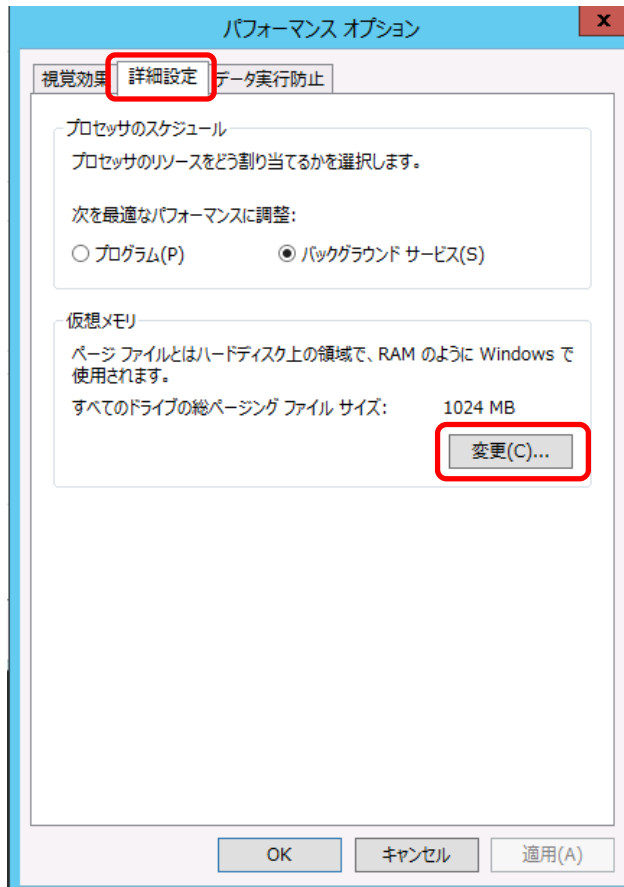 パフォーマンス オプション
x
視覚効果 詳細設定 データ実行防止
プロセッサのスケジュール
プロセッサのリソースをどう割り当てるかを選択します。
次を最適なパフォーマンスに調整:
プログラム(P) バックグラウンド サービス(S)
仮想メモリ
ページ ファイルとはハードディスク上の領域で、RAM のように Windows で
使用されます。
すべてのドライブの総ページング ファイル サイズ: 1024 MB
変更(C)...
OK キャンセル 適用(A)